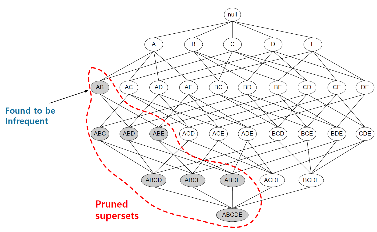 null
A B C D E
AB AC AD AE BC BD BE CD CE DE
Found to be
Infrequent
ABC ABD ABE ACD ACE ADE BCD BCE BDE CDE
ABCD ABCE ABDE ACDE BCDE
Pruned
supersets
ABCDE